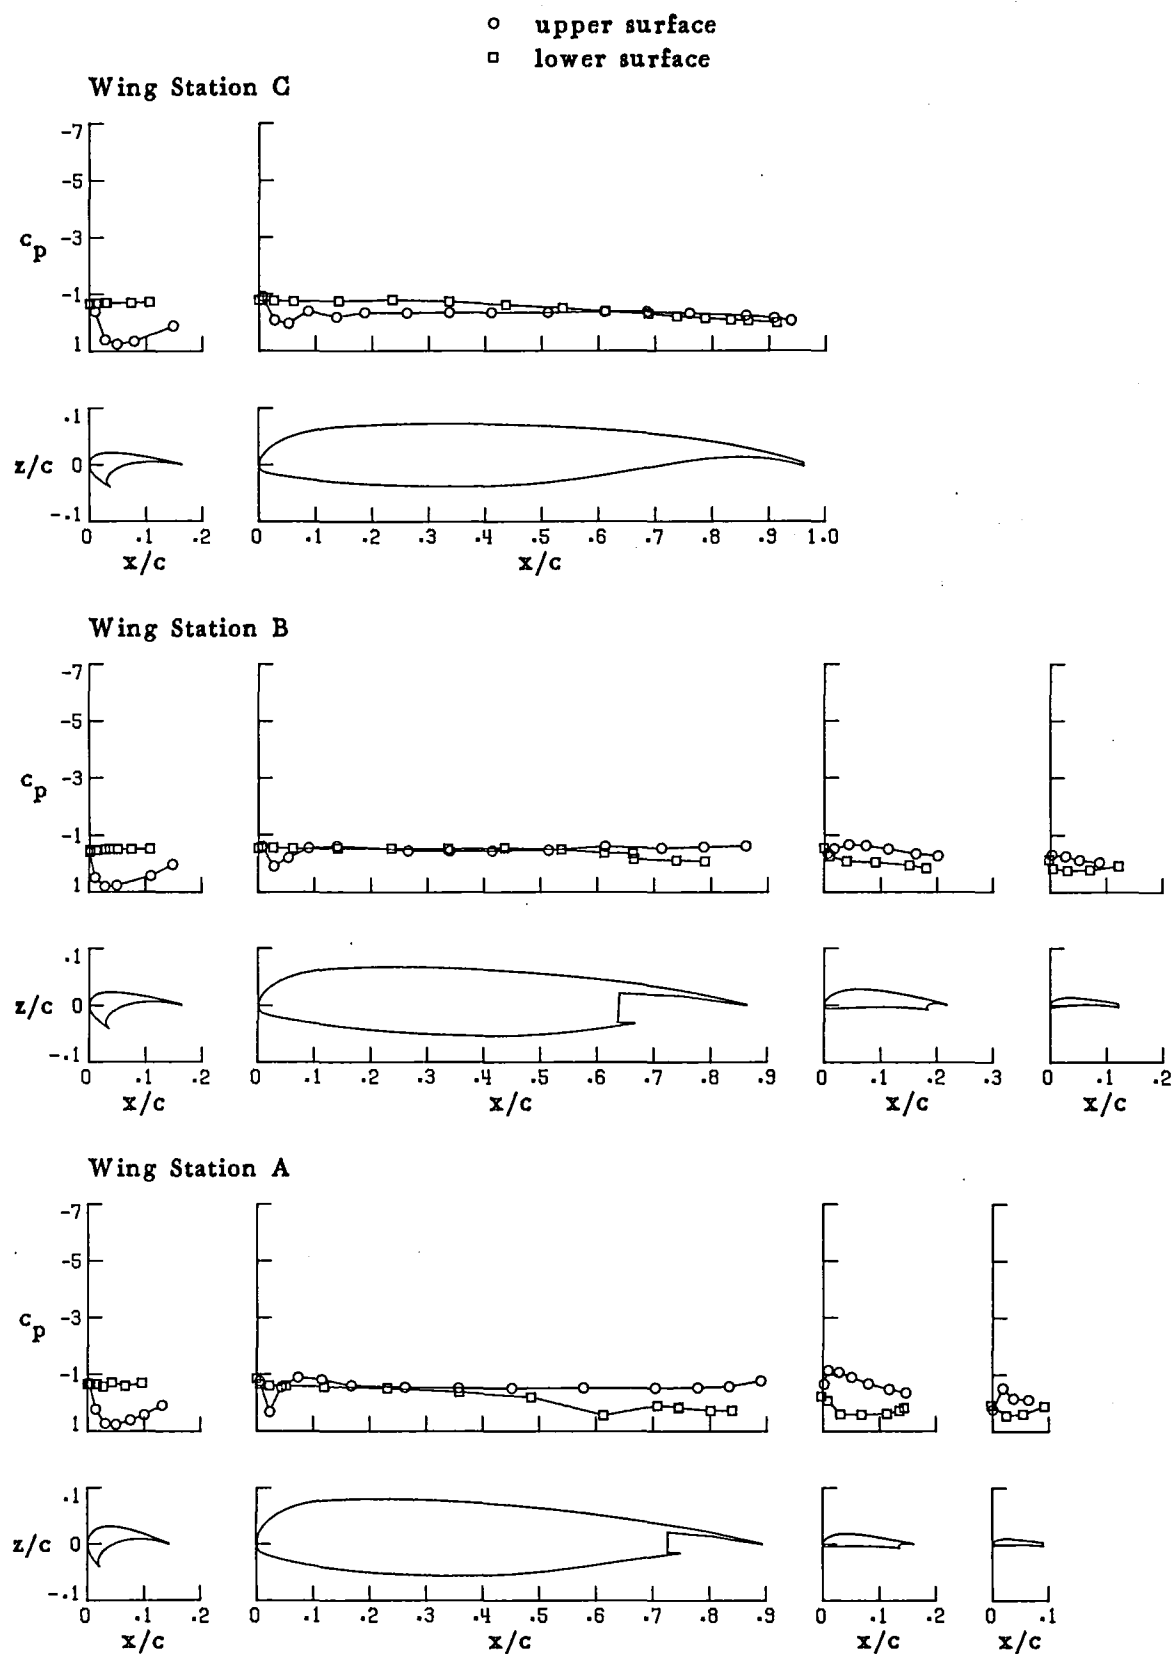 upper surface
lower surface
Wing Station C
-7
-5
-3
-1
1
cp
.1
0
-.1
z/c
0 .1 .2
x/c
0 .1 .2 .3 .4 .5 .6 .7 .8 .9 1.0
x/c
Wing Station B
-7
-5
-3
-1
1
cp
.1
0
-.1
z/c
0 .1 .2
x/c
0 .1 .2 .3 .4 .5 .6 .7 .8 .9
x/c
0 .1 .2 .3
x/c
0 .1 .2
x/c
Wing Station A
-7
-5
-3
-1
1
cp
.1
0
-.1
z/c
0 .1 .2
x/c
0 .1 .2 .3 .4 .5 .6 .7 .8 .9
x/c
0 .1 .2
x/c
0 .1
x/c